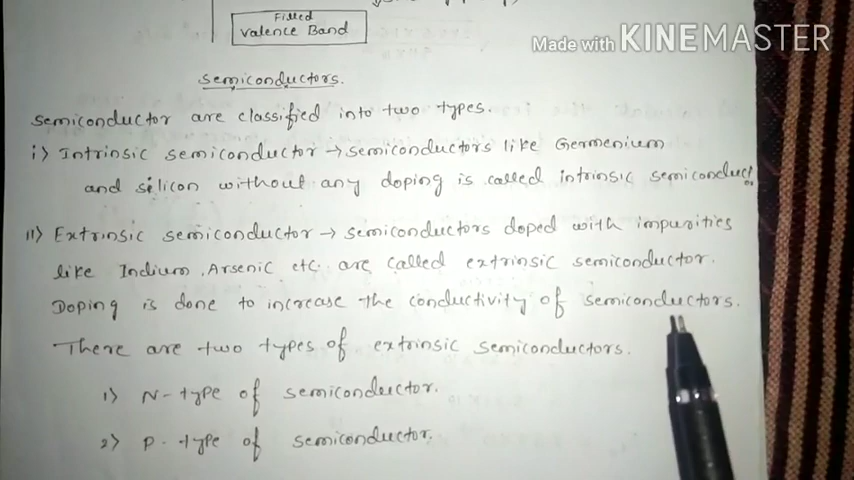 Filled
Valence Band
Made with KINEMASTER
Semiconductors.
Semiconductor are classified into two types.
i) Intrinsic semiconductor → semiconductors like Germenium
and silicon without any doping is called intrinsic semiconduct
ii) Extrinsic semiconductor → semiconductors doped with impurities
like Indium, Arsenic etc. are called extrinsic semiconductor.
Doping is done to increase the conductivity of semiconductors.
There are two types of extrinsic semiconductors.
1) N-type of semiconductor.
2) P-type of semiconductor.